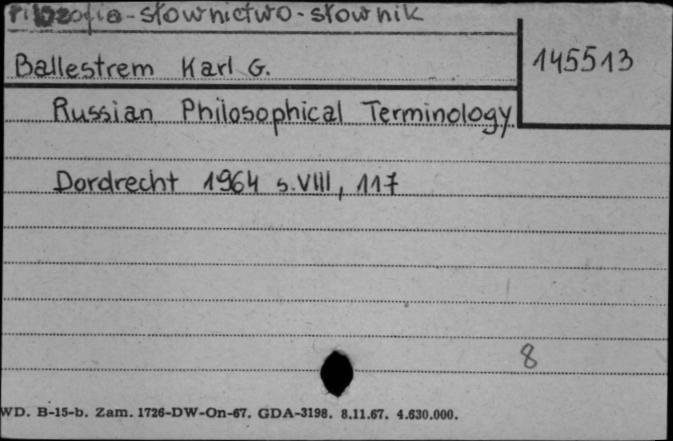 Filozofia-słownictwo-słownik
Ballestrem Karl G.
145513
Russian Philosophical Terminology
Dordrecht 1964 s.VIII, 117
8
WD. B-15-b. Zam. 1726-DW-On-67. GDA-3198. 8.11.67. 4.630.000.